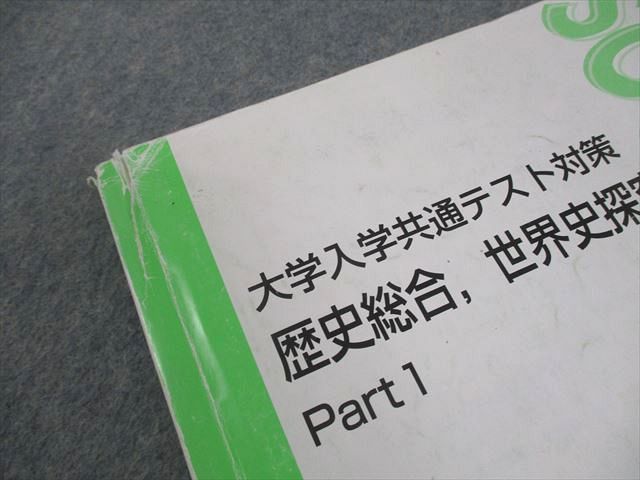 大学入学共通テスト対策
歴史総合, 世界史探
Part 1